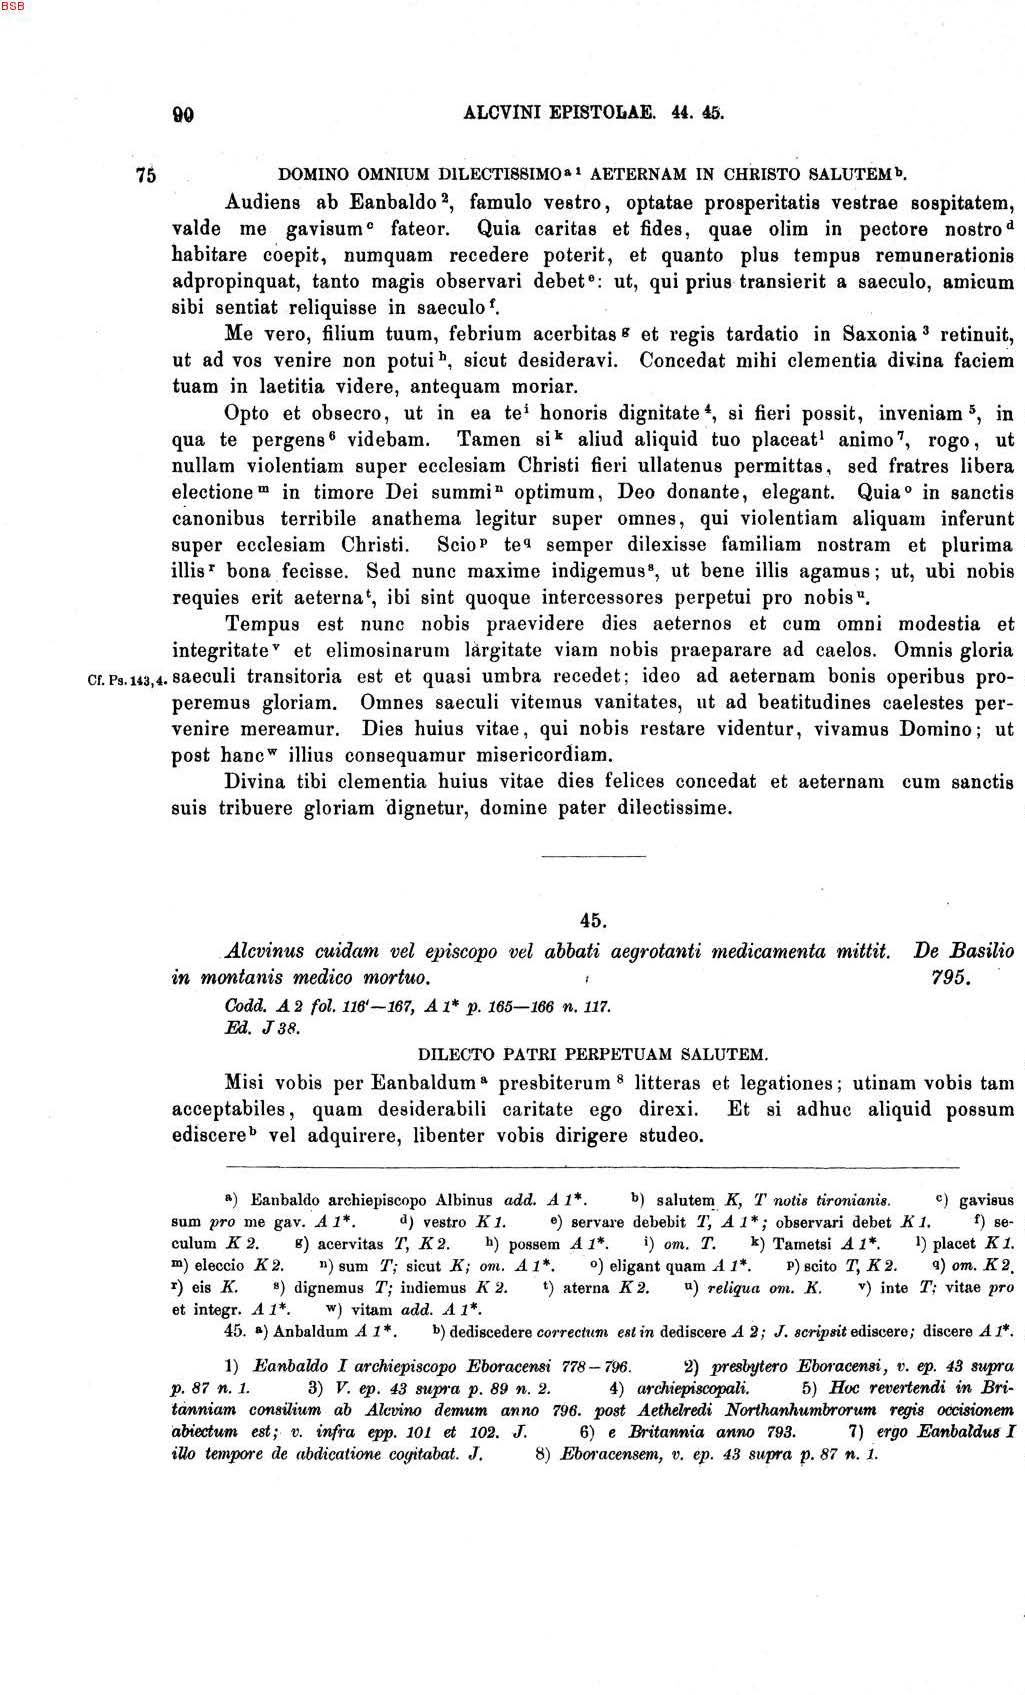 BSB
90 ALCVINI EPISTOLAE. 44. 45.
75 DOMINO OMNIUM DILECTISSIMO a 1 AETERNAM IN CHRISTO SALUTEM b.
Audiens ab Eanbaldo 2, famulo vestro, optatae prosperitatis vestrae sospitatem,
valde me gavisum c fateor. Quia caritas et fides, quae olim in pectore nostro d
habitare coepit, numquam recedere poterit, et quanto plus tempus remunerationis
adpropinquat, tanto magis observari debet e: ut, qui prius transierit a saeculo, amicum
sibi sentiat reliquisse in saeculo f.
Me vero, filium tuum, febrium acerbitas g et regis tardatio in Saxonia 3 retinuit,
ut ad vos venire non potui h, sicut desideravi. Concedat mihi clementia divina faciem
tuam in laetitia videre, antequam moriar.
Opto et obsecro, ut in ea te i honoris dignitate 4, si fieri possit, inveniam 5, in
qua te pergens 6 videbam. Tamen si k aliud aliquid tuo placeat l animo 7, rogo, ut
nullam violentiam super ecclesiam Christi fieri ullatenus permittas, sed fratres libera
electione m in timore Dei summi n optimum, Deo donante, elegant. Quia o in sanctis
canonibus terribile anathema legitur super omnes, qui violentiam aliquam inferunt
super ecclesiam Christi. Scio p te q semper dilexisse familiam nostram et plurima
illis r bona fecisse. Sed nunc maxime indigemus s, ut bene illis agamus; ut, ubi nobis
requies erit aeterna t, ibi sint quoque intercessores perpetui pro nobis u.
Tempus est nunc nobis praevidere dies aeternos et cum omni modestia et
integritate v et elimosinarum largitate viam nobis praeparare ad caelos. Omnis gloria
Cf. Ps. 143,4. saeculi transitoria est et quasi umbra recedet; ideo ad aeternam bonis operibus pro-
peremus gloriam. Omnes saeculi vitemus vanitates, ut ad beatitudines caelestes per-
venire mereamur. Dies huius vitae, qui nobis restare videntur, vivamus Domino; ut
post hanc w illius consequamur misericordiam.
Divina tibi clementia huius vitae dies felices concedat et aeternam cum sanctis
suis tribuere gloriam dignetur, domine pater dilectissime.
45.
Alcvinus cuidam vel episcopo vel abbati aegrotanti medicamenta mittit. De Basilio
in montanis medico mortuo. 795.
Codd. A 2 fol. 116'—167, A 1* p. 165—166 n. 117.
Ed. J 38.
DILECTO PATRI PERPETUAM SALUTEM.
Misi vobis per Eanbaldum a presbiterum 8 litteras et legationes; utinam vobis tam
acceptabiles, quam desiderabili caritate ego direxi. Et si adhuc aliquid possum
ediscere b vel adquirere, libenter vobis dirigere studeo.
a) Eanbaldo archiepiscopo Albinus add. A 1*. b) salutem K, T notis tironianis. c) gavisus
sum pro me gav. A 1*. d) vestro K 1. e) servare debebit T, A 1*; observari debet K 1. f) se-
culum K 2. g) acervitas T, K 2. h) possem A 1*. i) om. T. k) Tametsi A 1*. l) placet K 1.
m) eleccio K 2. n) sum T; sicut K; om. A 1*. o) eligant quam A 1*. p) scito T, K 2. q) om. K 2.
r) eis K. s) dignemus T; indiemus K 2. t) aterna K 2. u) reliqua om. K. v) inte T; vitae pro
et integr. A 1*. w) vitam add. A 1*.
45. a) Anbaldum A 1*. b) dediscedere correctum est in dediscere A 2; J. scripsit ediscere; discere A 1*.
1) Eanbaldo I archiepiscopo Eboracensi 778—796. 2) presbytero Eboracensi, v. ep. 43 supra
p. 87 n. 1. 3) V. ep. 43 supra p. 89 n. 2. 4) archiepiscopali. 5) Hoc revertendi in Bri-
tanniam consilium ab Alcvino demum anno 796. post Aethelredi Northanhumbrorum regis occisionem
abiectum est; v. infra epp. 101 et 102. J. 6) e Britannia anno 793. 7) ergo Eanbaldus I
illo tempore de abdicatione cogitabat. J. 8) Eboracensem, v. ep. 43 supra p. 87 n. 1.